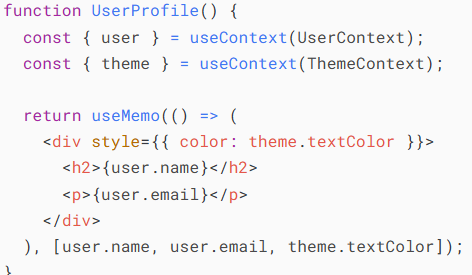 function UserProfile() {
  const { user } = useContext(UserContext);
  const { theme } = useContext(ThemeContext);

  return useMemo(() => (
    <div style={{ color: theme.textColor }}>
      <h2>{user.name}</h2>
      <p>{user.email}</p>
    </div>
  ), [user.name, user.email, theme.textColor]);
}